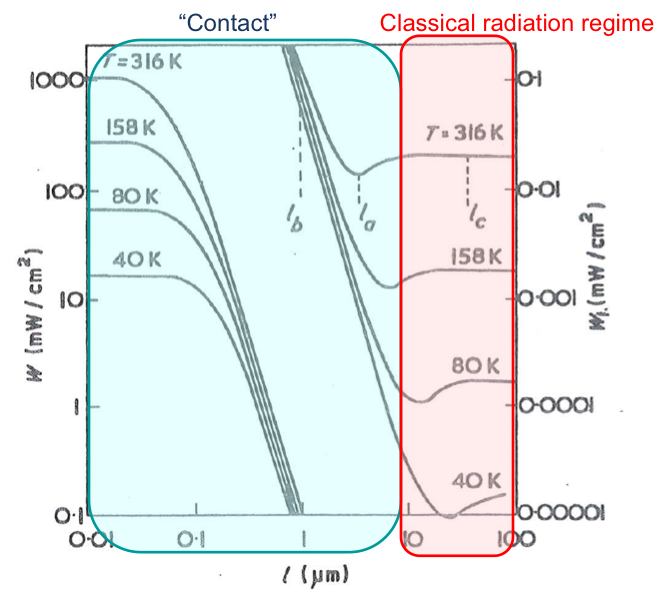 “Contact”
Classical radiation regime
T=316 K
158 K
80 K
40 K
1000
100
10
1
0·1
W (mW/cm²)
l_b
l_a
l_c
T=316 K
158 K
80 K
40 K
0·1
0·01
0·001
0·0001
0·00001
W_l (mW/cm²)
0·01
0·1
1
10
100
l (μm)